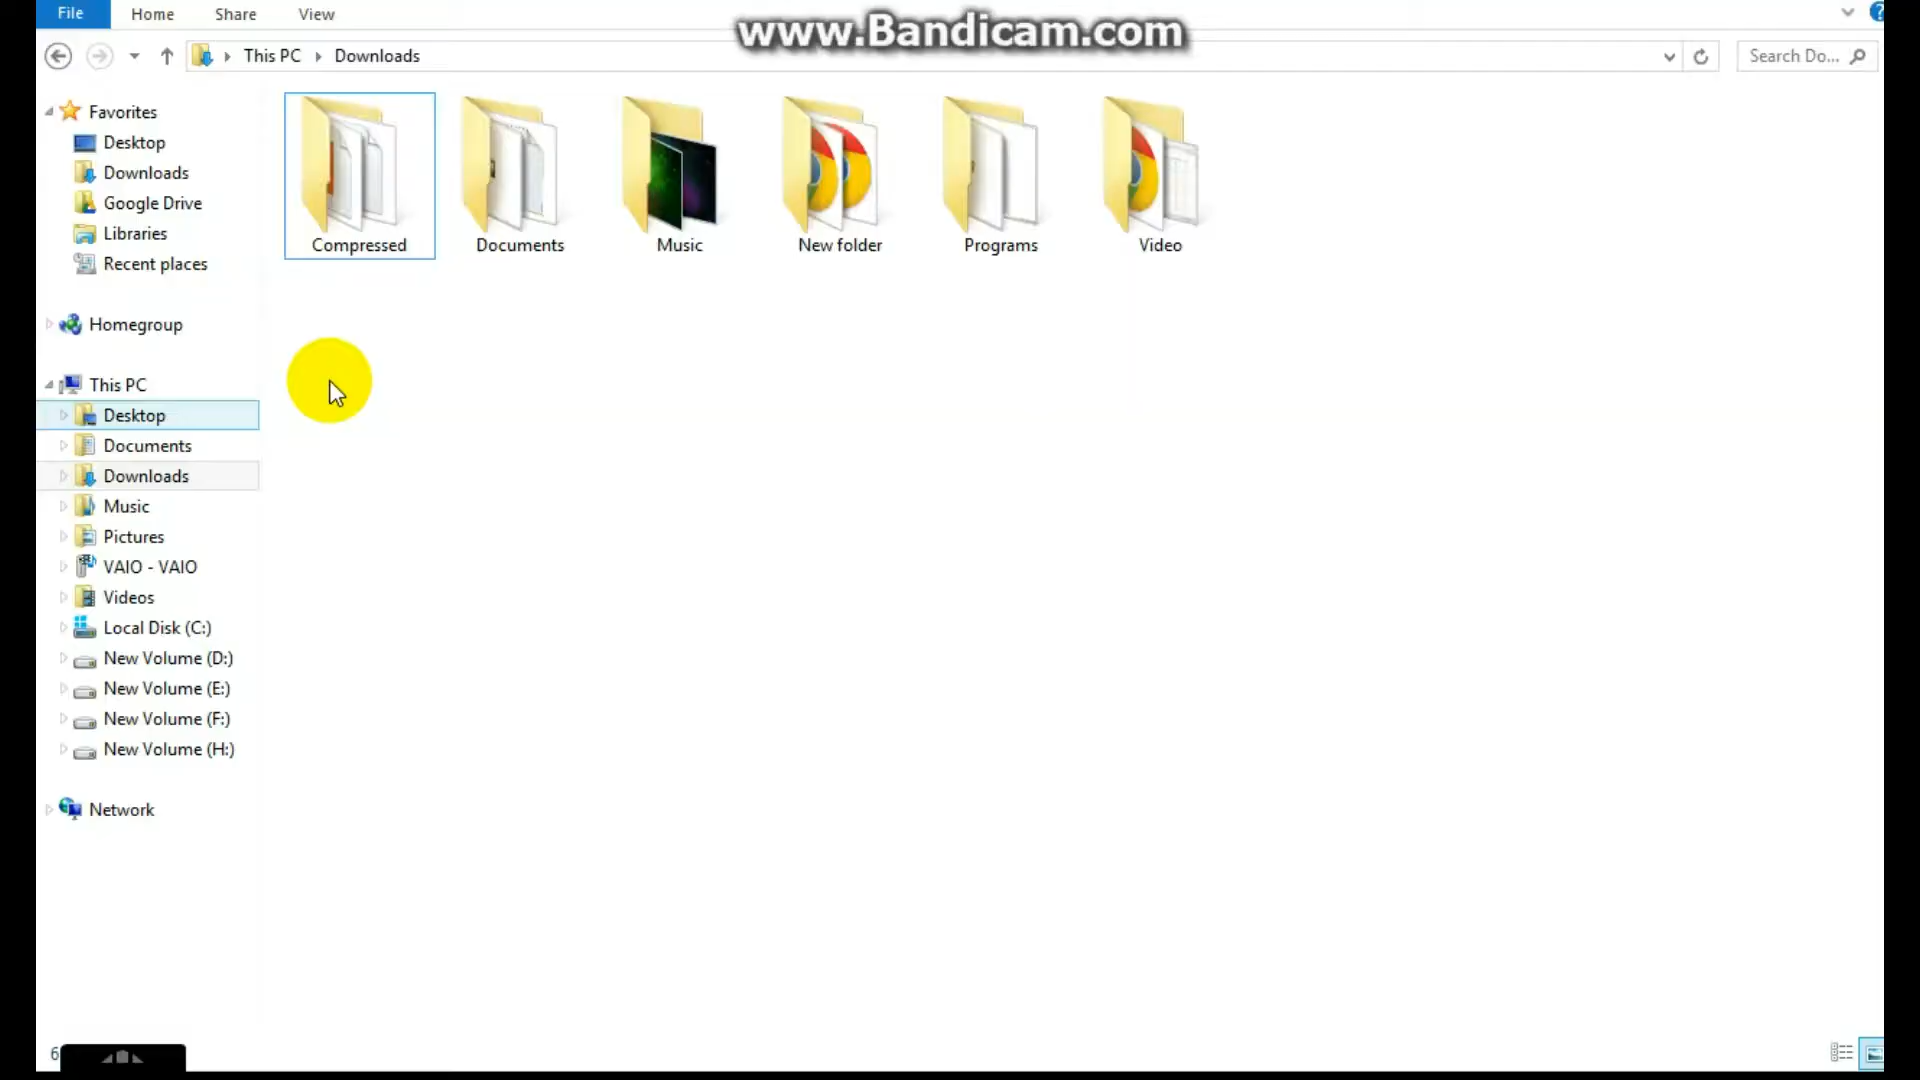 File Home Share View
www.Bandicam.com
This PC Downloads
Search Do...
Favorites
Desktop
Downloads
Google Drive
Libraries
Recent places
Homegroup
This PC
Desktop
Documents
Downloads
Music
Pictures
VAIO - VAIO
Videos
Local Disk (C:)
New Volume (D:)
New Volume (E:)
New Volume (F:)
New Volume (H:)
Network
Compressed Documents Music New folder Programs Video
6